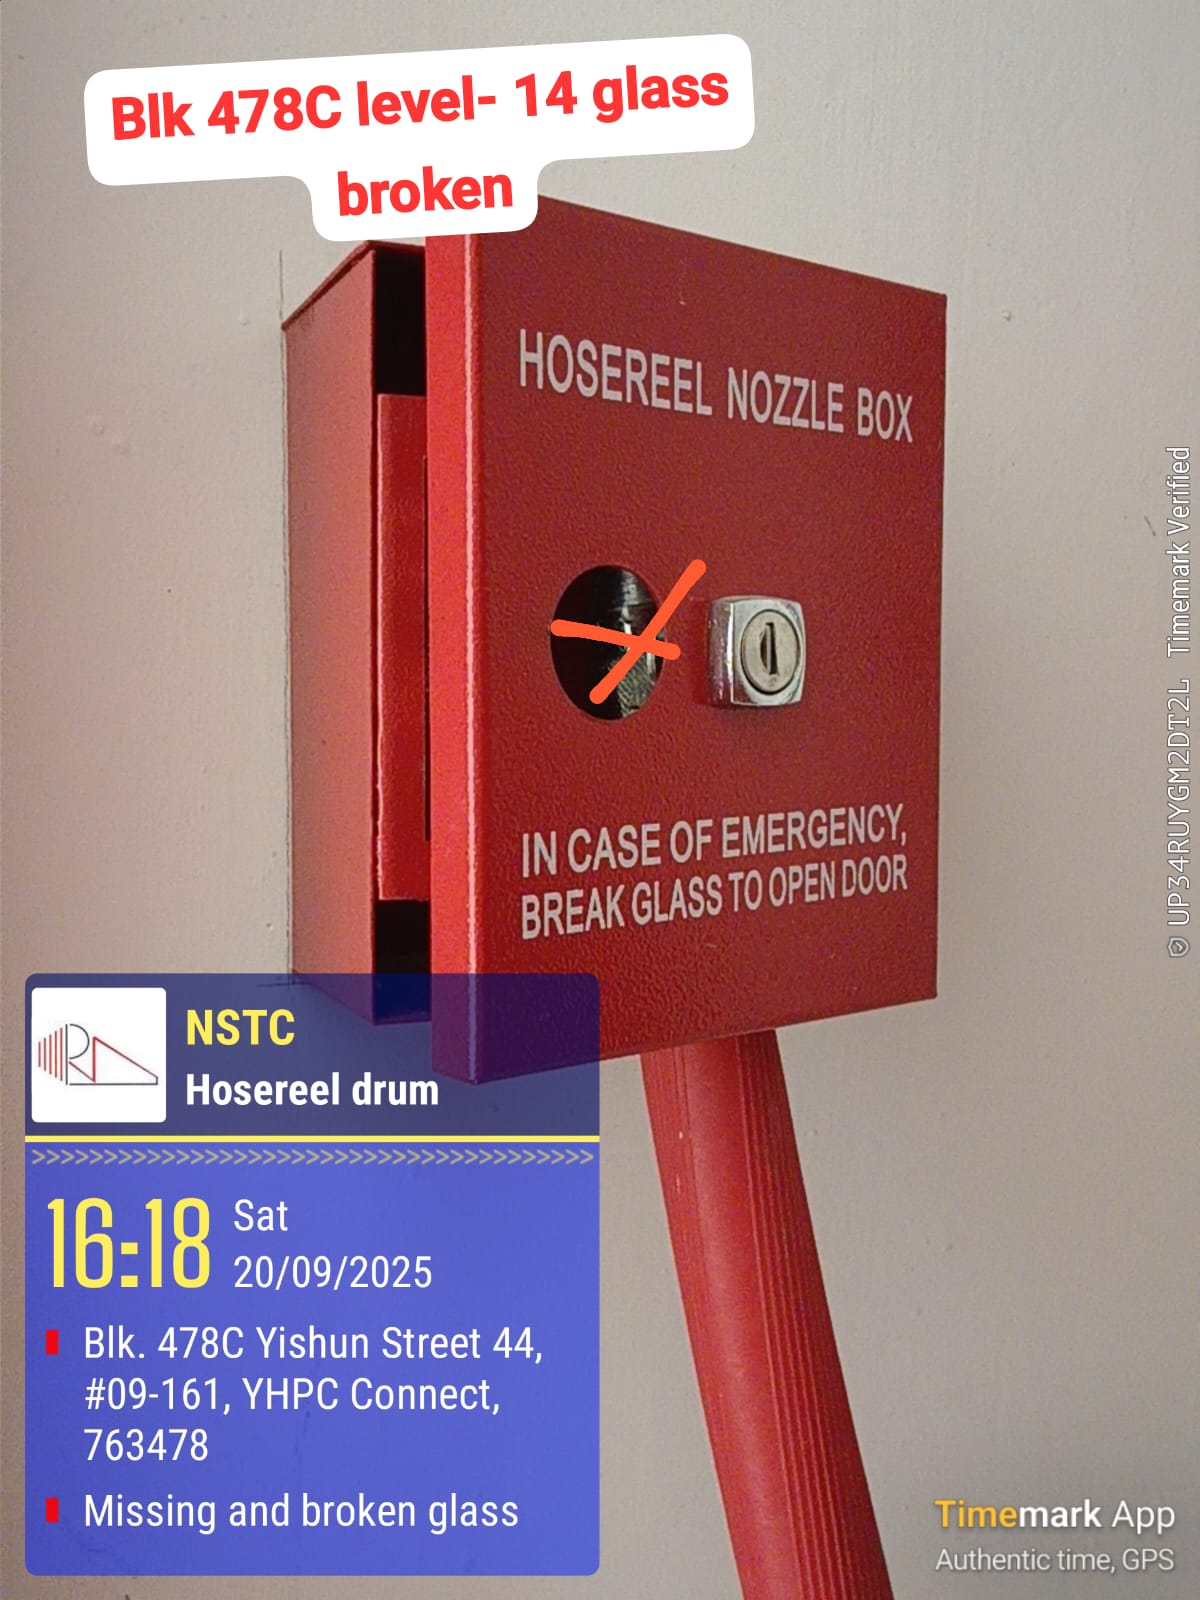 Blk 478C level- 14 glass
broken
HOSEREEL NOZZLE BOX
IN CASE OF EMERGENCY,
BREAK GLASS TO OPEN DOOR
NSTC
Hosereel drum
>>>>>>>>>>>>>>>>>>>>>>>>>>>>>>>>>>>>>>>
16:18
Sat
20/09/2025
Blk. 478C Yishun Street 44,
#09-161, YHPC Connect,
763478
Missing and broken glass
Timemark App
Authentic time, GPS
UP34RUYGM2DI2L Timemark Verified